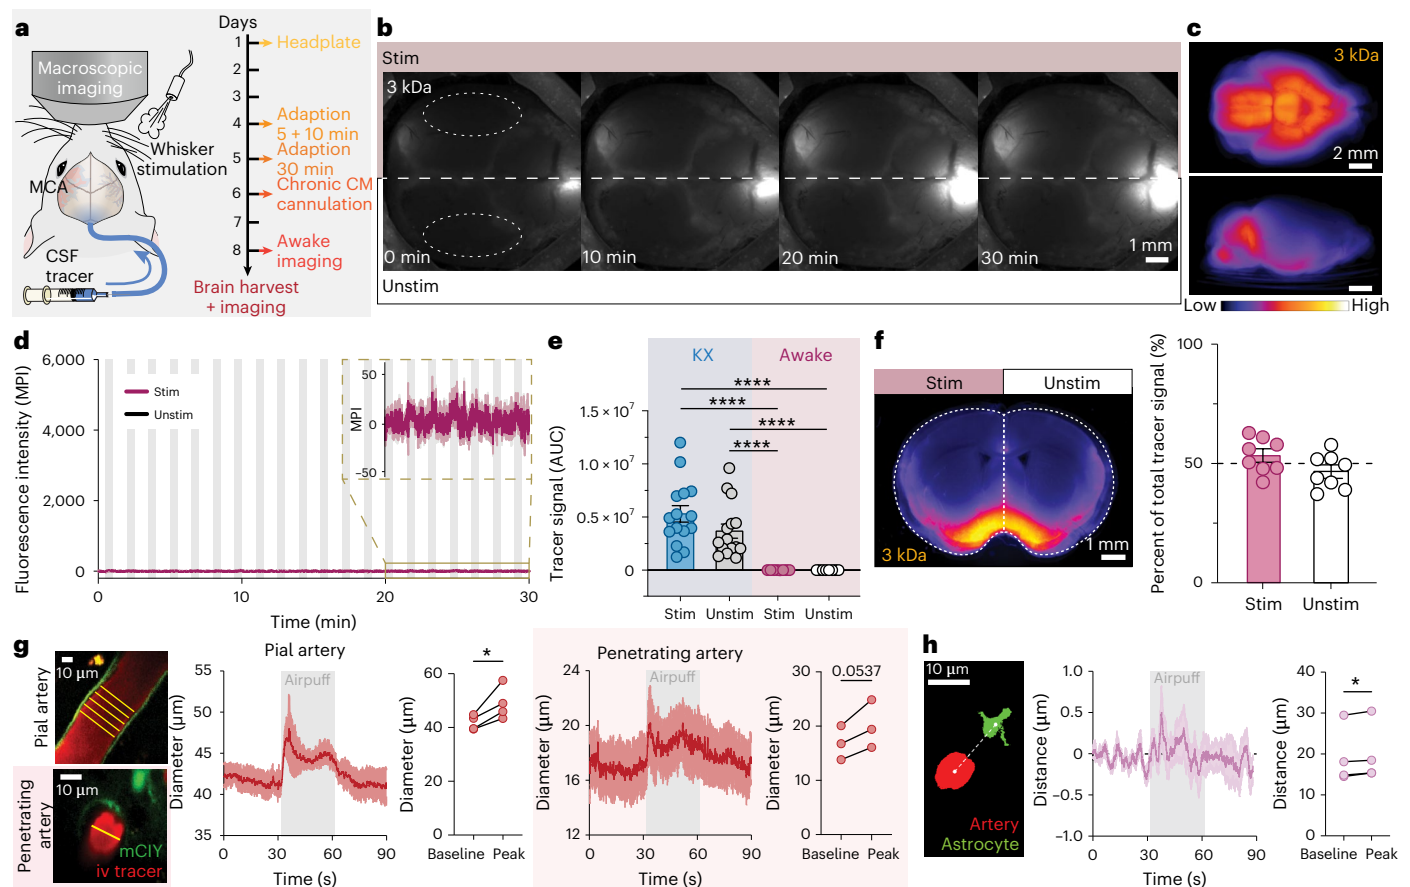 a
Days
Macroscopic
imaging
Whisker
stimulation
MCA
CSF
tracer
1
Headplate
2
3
4
Adaption
5 + 10 min
5
Adaption
30 min
6
Chronic CM
cannulation
7
8
Awake
imaging
Brain harvest
+ imaging
b
Stim
3 kDa
0 min
10 min
20 min
30 min
1 mm
Unstim
c
3 kDa
2 mm
Low
High
d
Fluorescence intensity (MPI)
6,000
4,000
2,000
0
Stim
Unstim
MPI
50
0
−50
0
10
20
30
Time (min)
e
KX
Awake
Tracer signal (AUC)
****
****
****
****
1.5 × 10⁷
1.0 × 10⁷
0.5 × 10⁷
0
Stim
Unstim
Stim
Unstim
f
Stim
Unstim
3 kDa
1 mm
Percent of total tracer signal (%)
100
50
0
Stim
Unstim
g
Pial artery
10 μm
Penetrating
artery
10 μm
mCIY
iv tracer
Pial artery
Diameter (μm)
55
50
45
40
35
Airpuff
0
30
60
90
Time (s)
Diameter (μm)
60
40
20
0
*
Baseline
Peak
Penetrating artery
Diameter (μm)
24
20
16
12
Airpuff
0
30
60
90
Time (s)
Diameter (μm)
30
20
10
0
0.0537
Baseline
Peak
h
10 μm
Artery
Astrocyte
Distance (μm)
1.0
0.5
0
−0.5
−1.0
Airpuff
0
30
60
90
Time (s)
Distance (μm)
40
30
20
10
0
*
Baseline
Peak